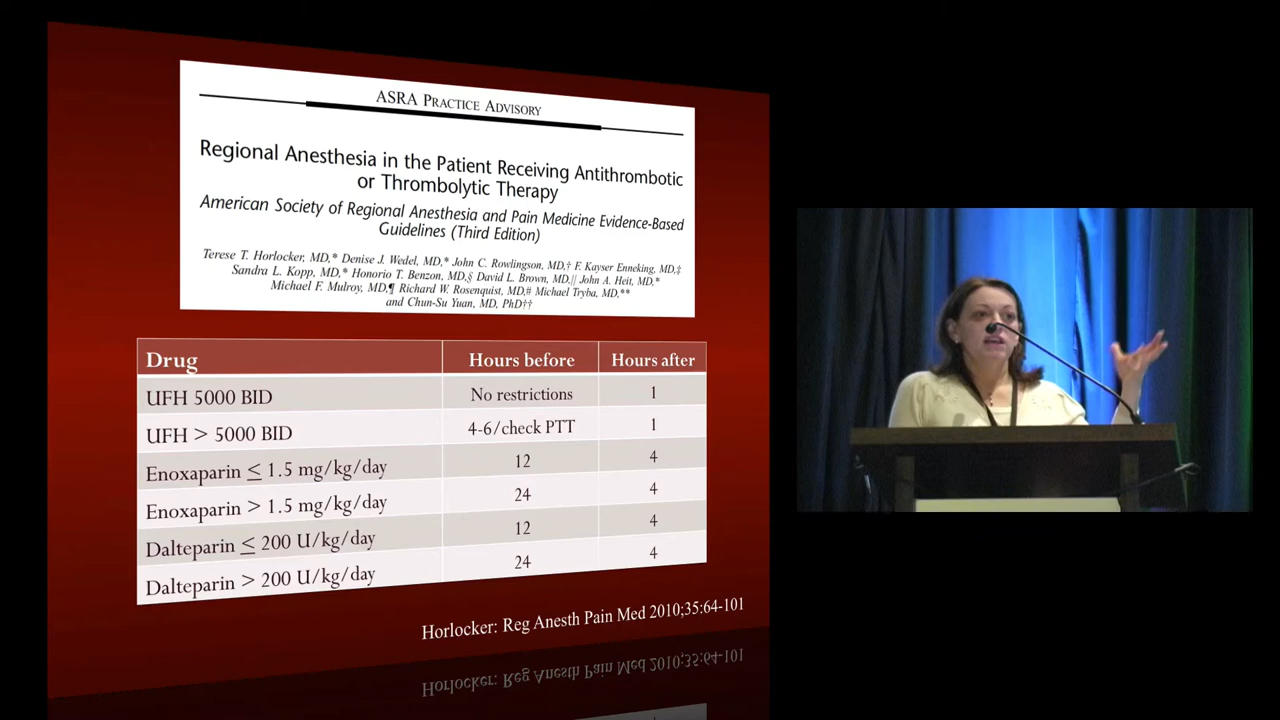 ASRA PRACTICE ADVISORY
Regional Anesthesia in the Patient Receiving Antithrombotic
or Thrombolytic Therapy
American Society of Regional Anesthesia and Pain Medicine Evidence-Based
Guidelines (Third Edition)
Terese T. Horlocker, MD,* Denise J. Wedel, MD,* John C. Rowlingson, MD,† F. Kayser Enneking, MD,‡
Sandra L. Kopp, MD,* Honorio T. Benzon, MD,§ David L. Brown, MD,|| John A. Heit, MD,*
Michael F. Mulroy, MD,¶ Richard W. Rosenquist, MD,# Michael Tryba, MD,**
and Chun-Su Yuan, MD, PhD††
Drug Hours before Hours after
UFH 5000 BID No restrictions 1
UFH > 5000 BID 4-6/check PTT 1
Enoxaparin ≤ 1.5 mg/kg/day 12 4
Enoxaparin > 1.5 mg/kg/day 24 4
Dalteparin ≤ 200 U/kg/day 12 4
Dalteparin > 200 U/kg/day 24 4
Horlocker: Reg Anesth Pain Med 2010;35:64-101